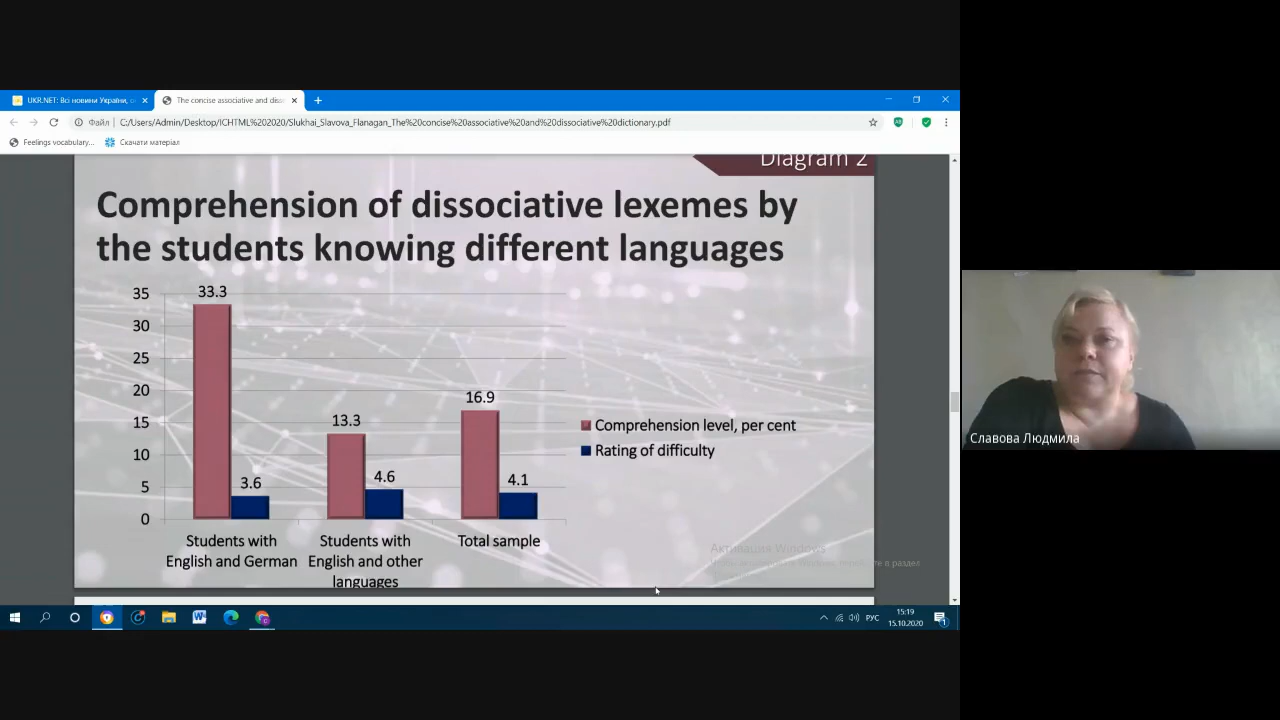 UKR.NET: Всі новини України,
The concise associative and diss
Файл
C:/Users/Admin/Desktop/ICHTML%202020/Slukhai_Slavova_Flanagan_The%20concise%20associative%20and%20dissociative%20dictionary.pdf
Feelings vocabulary...
Скачати матеріал
Diagram 2
Comprehension of dissociative lexemes by
the students knowing different languages
35
30
25
20
15
10
5
0
33.3
3.6
13.3
4.6
16.9
4.1
Comprehension level, per cent
Rating of difficulty
Students with
English and German
Students with
English and other
languages
Total sample
Активация Windows
в раздел
Славова Людмила
РУС
15:19
15.10.2020